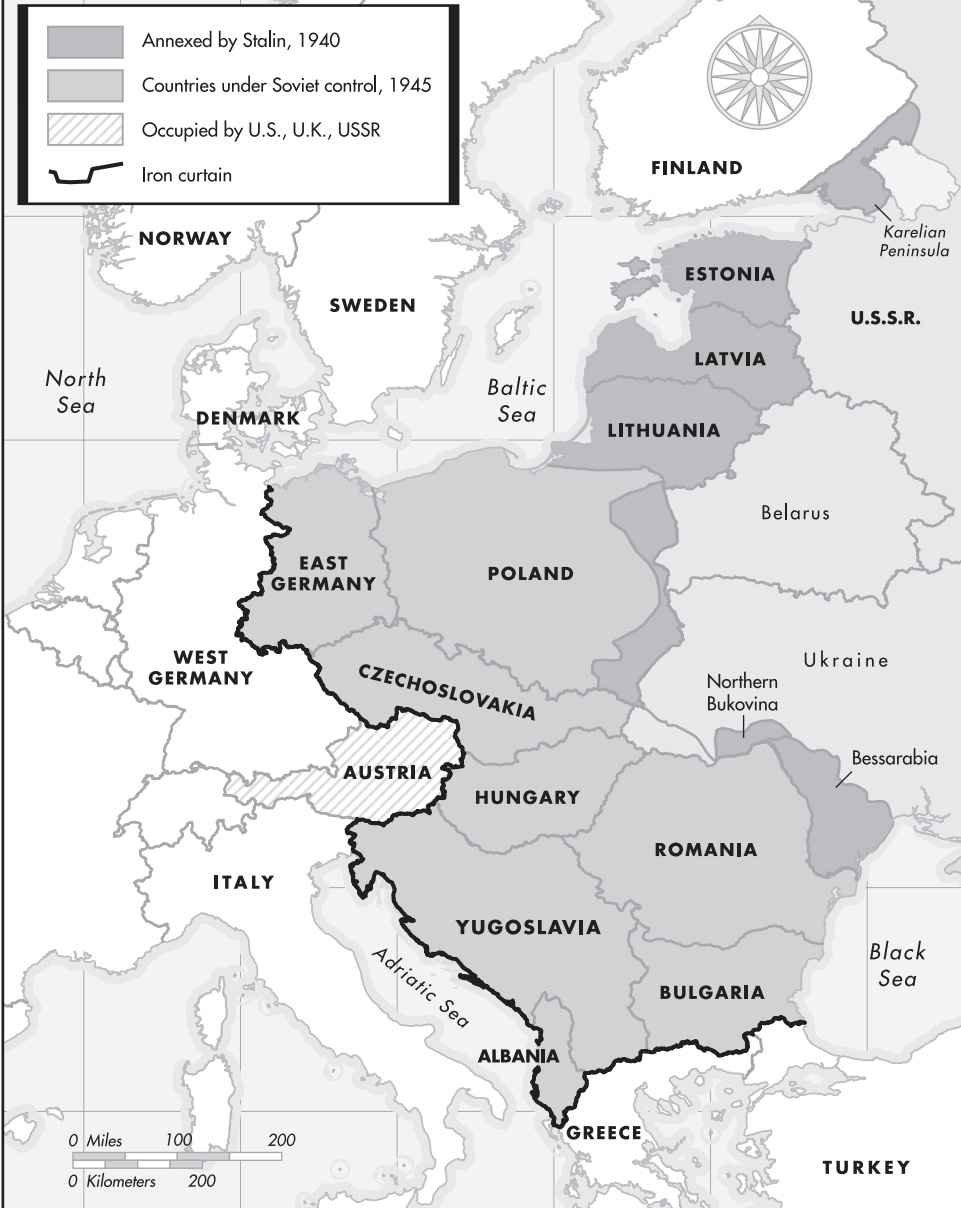 Annexed by Stalin, 1940
Countries under Soviet control, 1945
Occupied by U.S., U.K., USSR
Iron curtain
FINLAND
Karelian
Peninsula
NORWAY
SWEDEN
ESTONIA
U.S.S.R.
LATVIA
North
Sea
Baltic
Sea
DENMARK
LITHUANIA
Belarus
EAST
GERMANY
POLAND
WEST
GERMANY
CZECHOSLOVAKIA
Ukraine
Northern
Bukovina
Bessarabia
AUSTRIA
HUNGARY
ROMANIA
ITALY
YUGOSLAVIA
Adriatic Sea
Black
Sea
BULGARIA
ALBANIA
GREECE
TURKEY
0 Miles 100 200
0 Kilometers 200